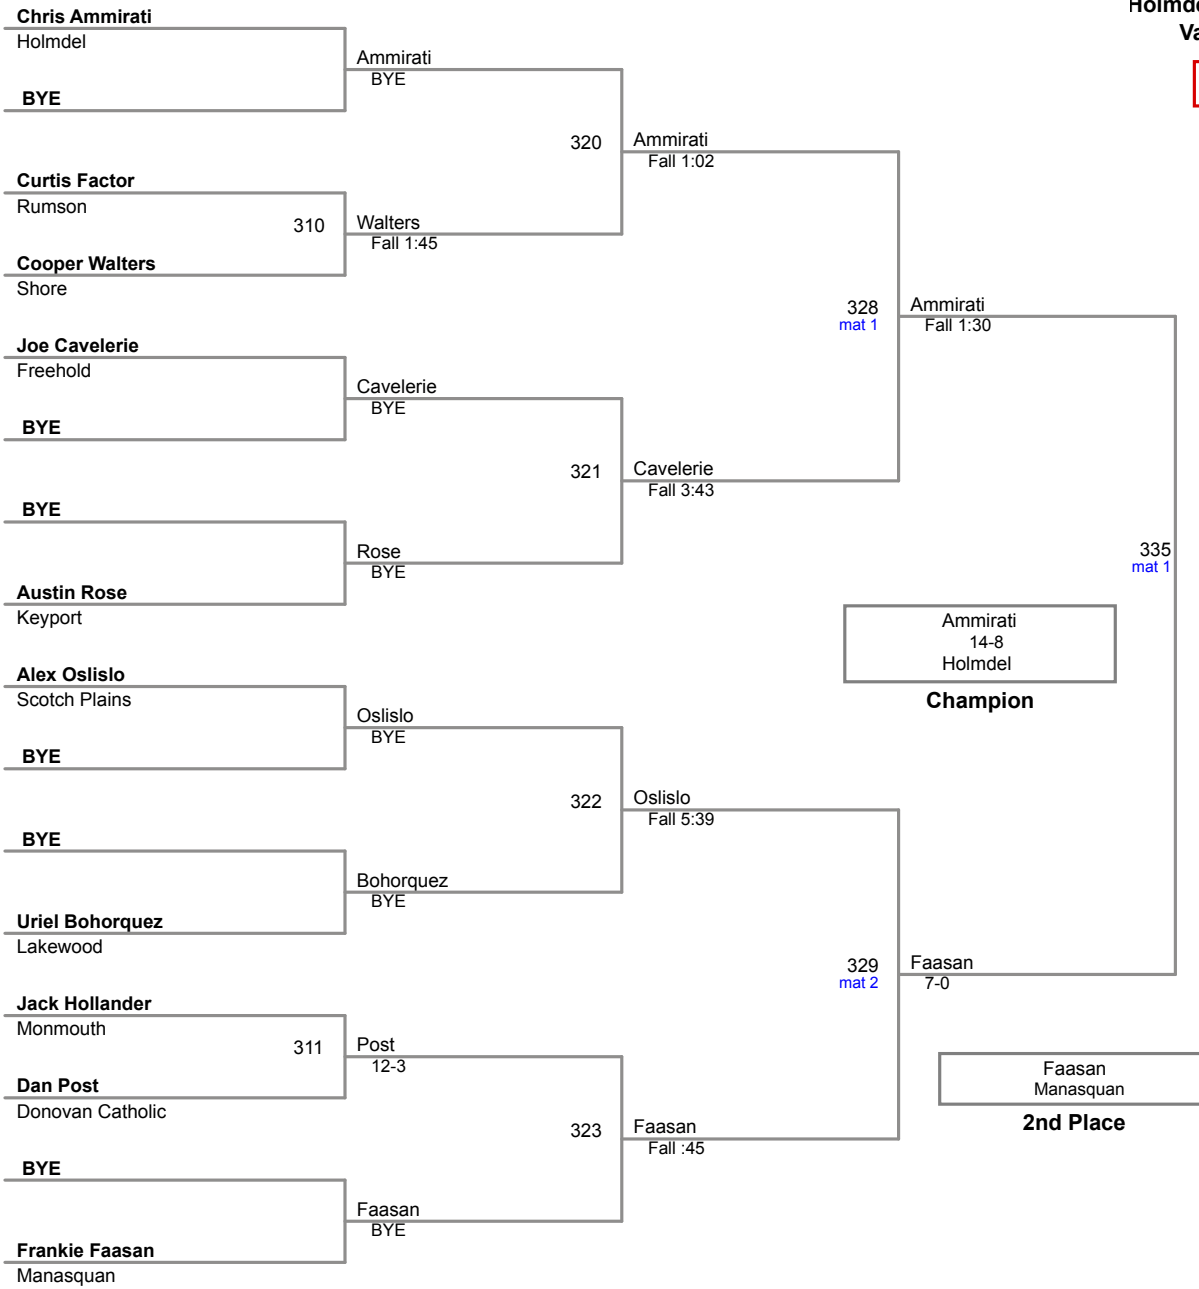 Chris Ammirati
Holmdel
BYE
Curtis Factor
Rumson
310
Cooper Walters
Shore
Joe Cavelerie
Freehold
BYE
BYE
Austin Rose
Keyport
Alex Oslislo
Scotch Plains
BYE
BYE
Uriel Bohorquez
Lakewood
Jack Hollander
Monmouth
311
Dan Post
Donovan Catholic
BYE
Frankie Faasan
Manasquan
Ammirati
BYE
320
Walters
Fall 1:45
Cavelerie
BYE
321
Rose
BYE
Oslislo
BYE
322
Bohorquez
BYE
Post
12-3
323
Faasan
BYE
Ammirati
Fall 1:02
328
mat 1
Cavelerie
Fall 3:43
Oslislo
Fall 5:39
329
mat 2
Faasan
Fall :45
Ammirati
Fall 1:30
335
mat 1
Faasan
7-0
Ammirati
14-8
Holmdel
Champion
Faasan
Manasquan
2nd Place